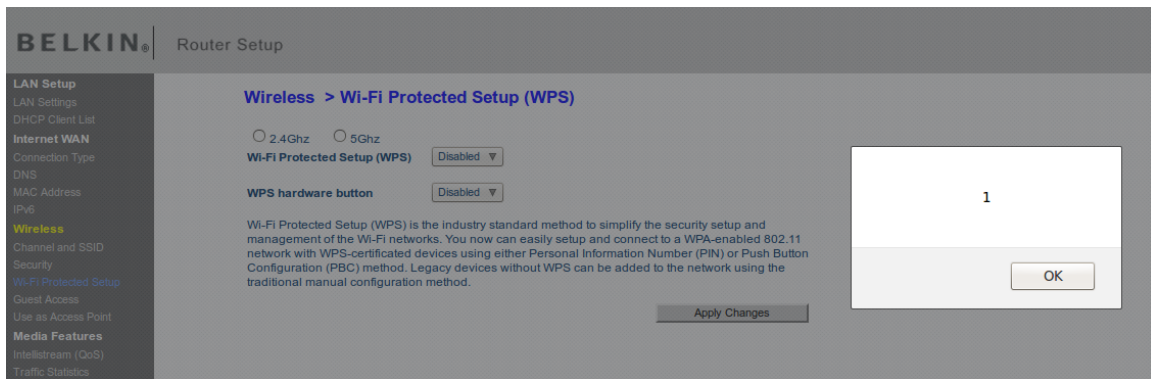 BELKIN® Router Setup
LAN Setup
LAN Settings
DHCP Client List
Internet WAN
Connection Type
DNS
MAC Address
IPv6
Wireless
Channel and SSID
Security
Wi-Fi Protected Setup
Guest Access
Use as Access Point
Media Features
Intellistream (QoS)
Traffic Statistics
Wireless > Wi-Fi Protected Setup (WPS)
2.4Ghz 5Ghz
Wi-Fi Protected Setup (WPS) Disabled
WPS hardware button Disabled
Wi-Fi Protected Setup (WPS) is the industry standard method to simplify the security setup and
management of the Wi-Fi networks. You now can easily setup and connect to a WPA-enabled 802.11
network with WPS-certificated devices using either Personal Information Number (PIN) or Push Button
Configuration (PBC) method. Legacy devices without WPS can be added to the network using the
traditional manual configuration method.
Apply Changes
1
OK